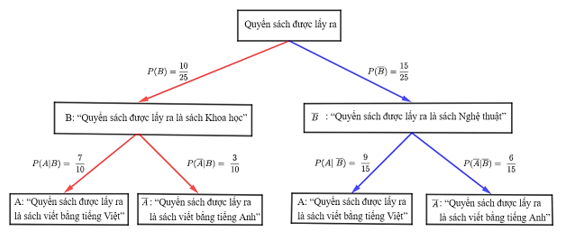 Quyển sách được lấy ra
P(B) = 10/25
P(B̅) = 15/25
B: “Quyển sách được lấy ra là sách Khoa học”
B̅ : “Quyển sách được lấy ra là sách Nghệ thuật”
P(A|B) = 7/10
P(A̅|B) = 3/10
P(A| B̅) = 9/15
P(A̅|B̅) = 6/15
A: “Quyển sách được lấy ra
là sách viết bằng tiếng Việt”
A̅ : “Quyển sách được lấy ra
là sách viết bằng tiếng Anh”
A: “Quyển sách được lấy ra
là sách viết bằng tiếng Việt”
A̅ : “Quyển sách được lấy ra
là sách viết bằng tiếng Anh”